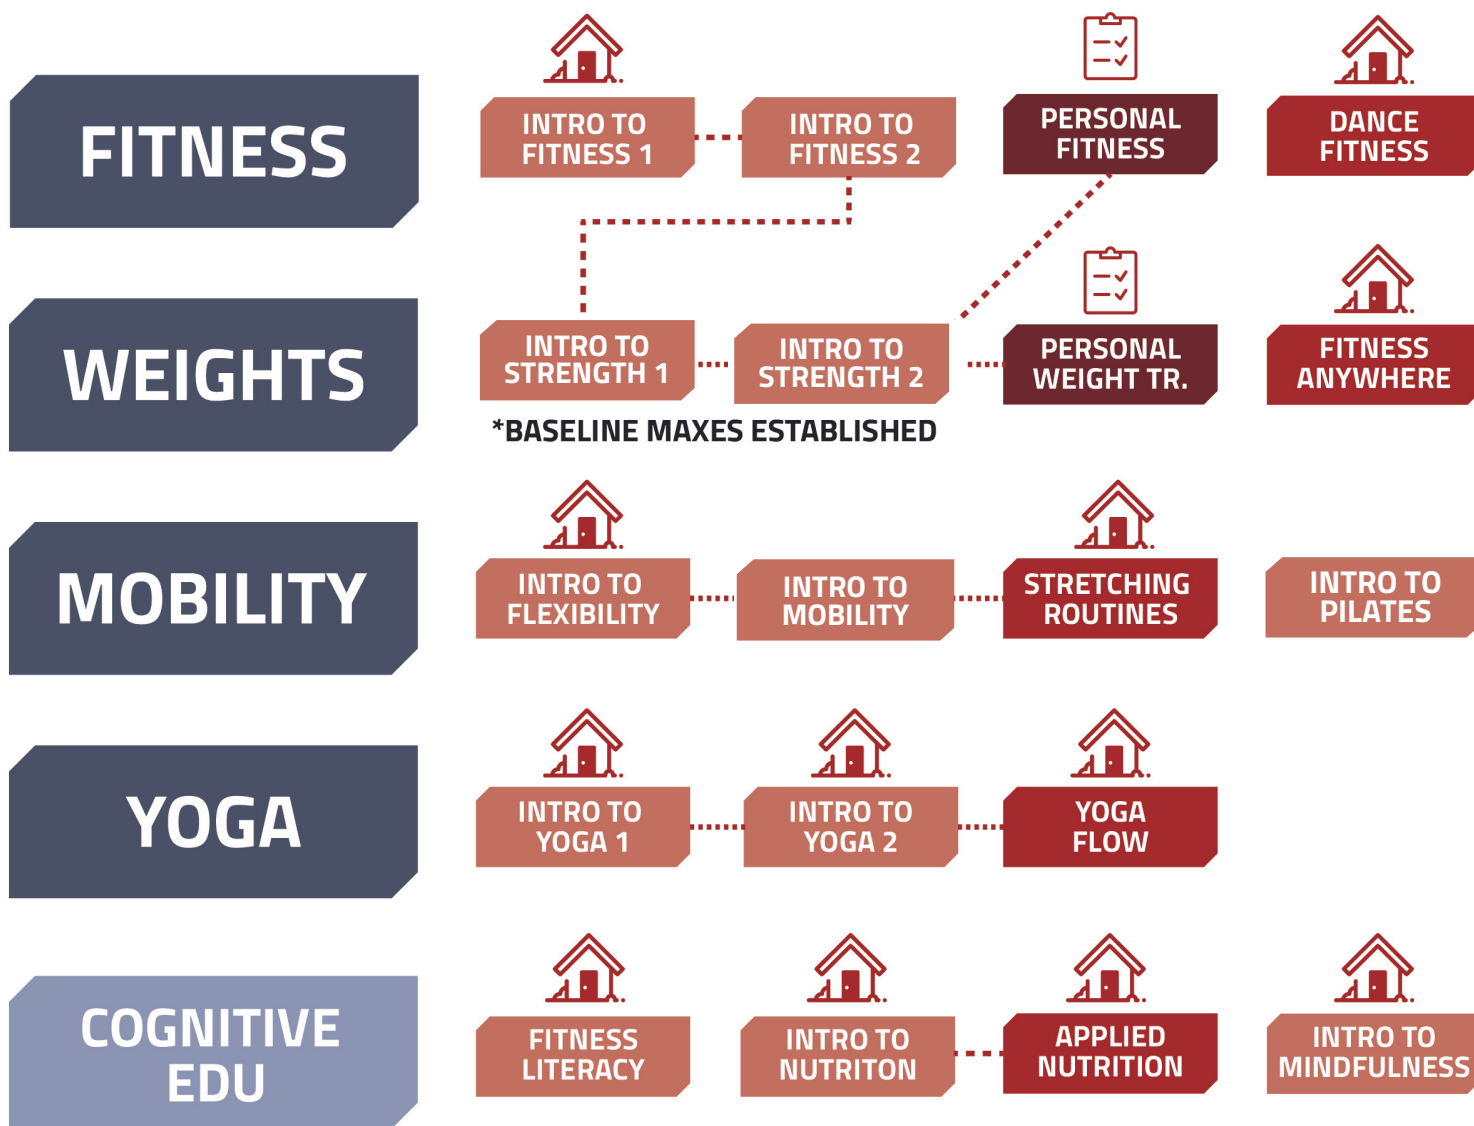 FITNESS
INTRO TO
FITNESS 1
INTRO TO
FITNESS 2
PERSONAL
FITNESS
DANCE
FITNESS
WEIGHTS
INTRO TO
STRENGTH 1
INTRO TO
STRENGTH 2
PERSONAL
WEIGHT TR.
FITNESS
ANYWHERE
*BASELINE MAXES ESTABLISHED
MOBILITY
INTRO TO
FLEXIBILITY
INTRO TO
MOBILITY
STRETCHING
ROUTINES
INTRO TO
PILATES
YOGA
INTRO TO
YOGA 1
INTRO TO
YOGA 2
YOGA
FLOW
COGNITIVE
EDU
FITNESS
LITERACY
INTRO TO
NUTRITON
APPLIED
NUTRITION
INTRO TO
MINDFULNESS